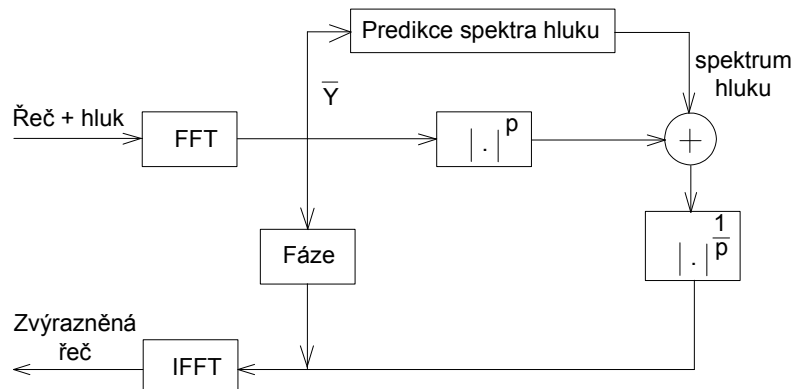 Predikce spektra hluku
spektrum
hluku
Y
Řeč + hluk
FFT
| . | p
+
1
| . | p
Fáze
Zvýrazněná
řeč
IFFT